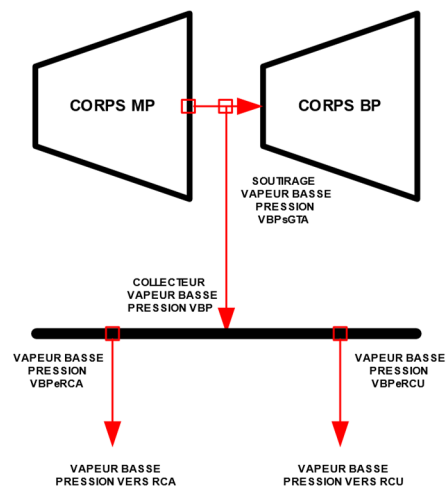 CORPS MP
CORPS BP
SOUTIRAGE
VAPEUR BASSE
PRESSION
VBPsGTA
COLLECTEUR
VAPEUR BASSE
PRESSION VBP
VAPEUR BASSE
PRESSION
VBPeRCA
VAPEUR BASSE
PRESSION
VBPeRCU
VAPEUR BASSE
PRESSION VERS RCA
VAPEUR BASSE
PRESSION VERS RCU